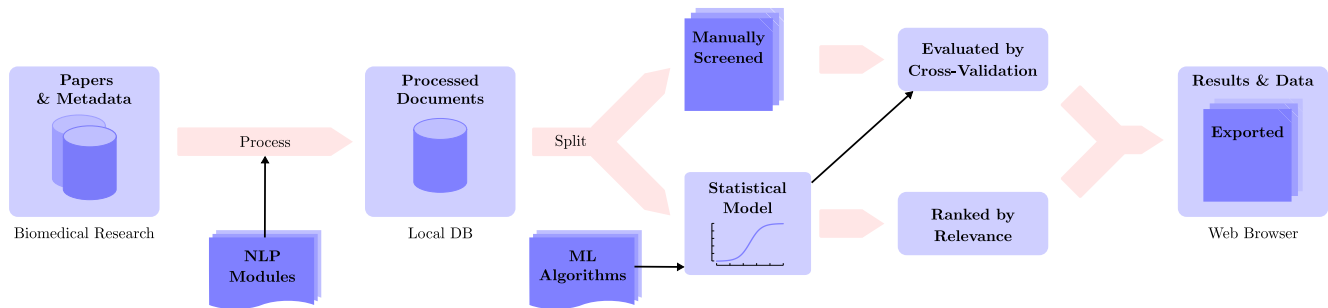 Papers
& Metadata
Biomedical Research
Process
NLP
Modules
Processed
Documents
Local DB
Split
ML
Algorithms
Manually
Screened
Statistical
Model
Evaluated by
Cross-Validation
Ranked by
Relevance
Results & Data
Exported
Web Browser